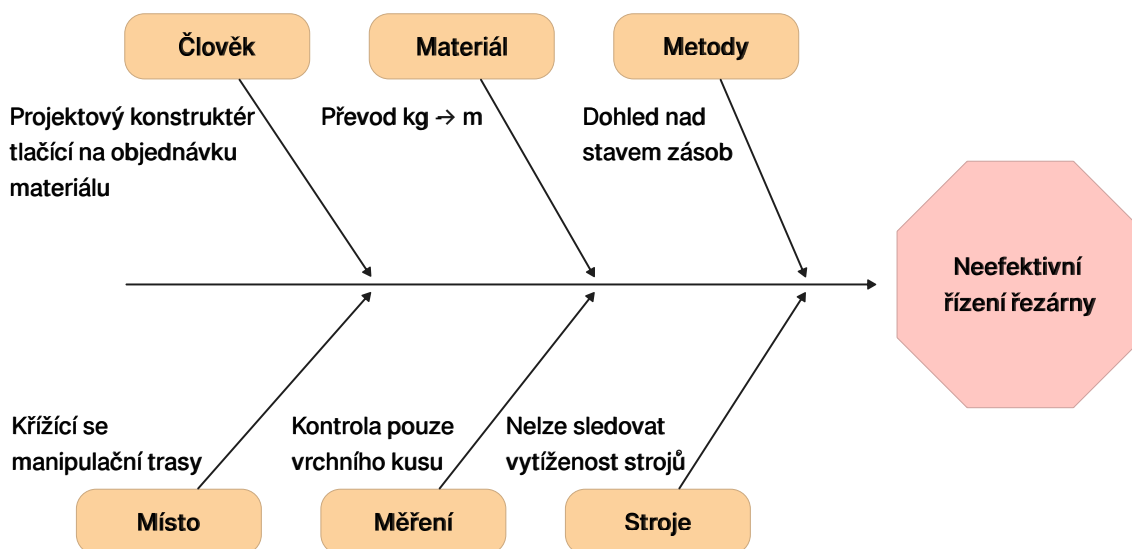 Člověk
Materiál
Metody
Projektový konstruktér
tlačící na objednávku
materiálu
Převod kg → m
Dohled nad
stavem zásob
Neefektivní
řízení řezárny
Křížící se
manipulační trasy
Kontrola pouze
vrchního kusu
Nelze sledovat
vytíženost strojů
Místo
Měření
Stroje